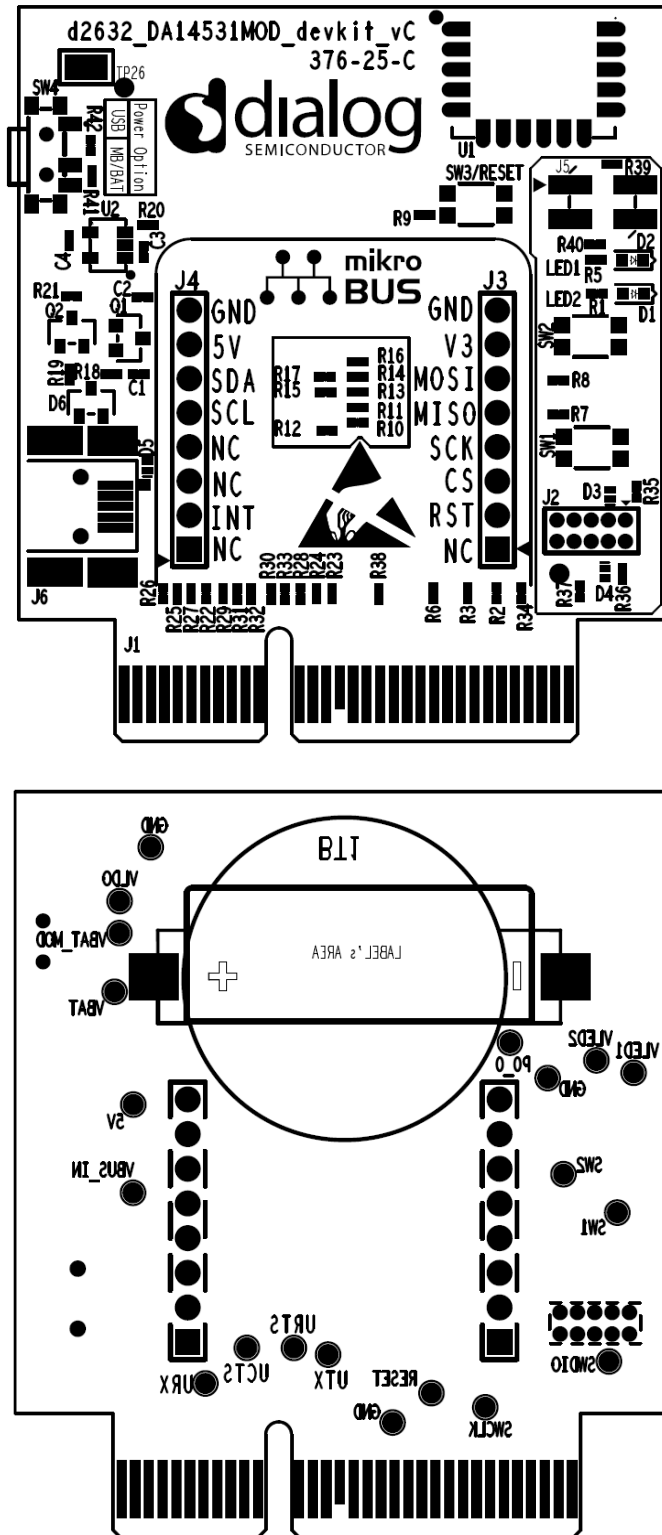 d2632_DA14531MOD_devkit_vC
376-25-C
SW4
TP26
R42
Power Option
USB MB/BAT
dialog
SEMICONDUCTOR
U1
SW3/RESET
J5
R39
R41
U2
R20
R9
C4
C3
R40
D2
LED1
R5
J4
mikro
BUS
J3
R21
C2
Q1
Q2
GND
GND
LED2
R1
D1
5V
V3
SW2
R19
R18
C1
SDA
R17
R15
R16
R14
R13
MOSI
R8
D6
SCL
R12
R11
R10
MISO
R7
D5
NC
SCK
SW1
NC
CS
J2
D3
R35
INT
RST
NC
NC
J6
R26
R25
R27
R22
R29
R31
R32
R30
R33
R28
R24
R23
R38
R6
R3
R2
R34
R37
D4
R36
J1
GND
BT1
VLDO
MOD_VBAT
LABEL's AREA
+
VBAT
P0_0
VLED2
VLED1
GND
5V
VBUS_IN
SW2
SW1
URTS
UCTS
UTX
URX
RESET
SWDIO
GND
SWCLK